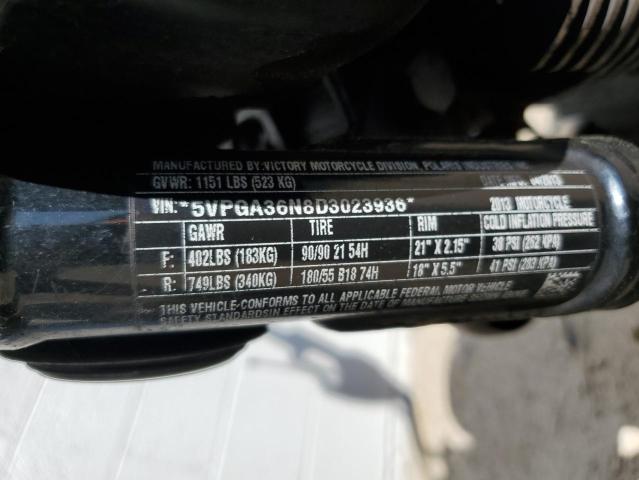 MANUFACTURED BY: VICTORY MOTORCYCLE DIVISION, POLARIS INDUSTRIES
GVWR: 1151 LBS (523 KG)
VIN: *5VPGA36N8D3023936* 2013 MOTORCYCLE
GAWR TIRE RIM COLD INFLATION PRESSURE
F: 402LBS (183KG) 90/90 21 54H 21" X 2.15" 38 PSI (262 KPA)
R: 749LBS (340KG) 180/55 B18 74H 18" X 5.5" 41 PSI (283 KPA)
THIS VEHICLE CONFORMS TO ALL APPLICABLE FEDERAL MOTOR VEHICLE
SAFETY STANDARDS IN EFFECT ON THE DATE OF MANUFACTURE SHOWN ABOVE